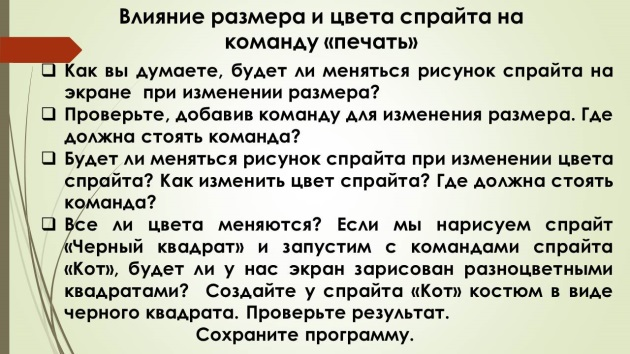 Влияние размера и цвета спрайта на
команду «печать»
❑ Как вы думаете, будет ли меняться рисунок спрайта на
экране при изменении размера?
❑ Проверьте, добавив команду для изменения размера. Где
должна стоять команда?
❑ Будет ли меняться рисунок спрайта при изменении цвета
спрайта? Как изменить цвет спрайта? Где должна стоять
команда?
❑ Все ли цвета меняются? Если мы нарисуем спрайт
«Черный квадрат» и запустим с командами спрайта
«Кот», будет ли у нас экран зарисован разноцветными
квадратами? Создайте у спрайта «Кот» костюм в виде
черного квадрата. Проверьте результат.
Сохраните программу.